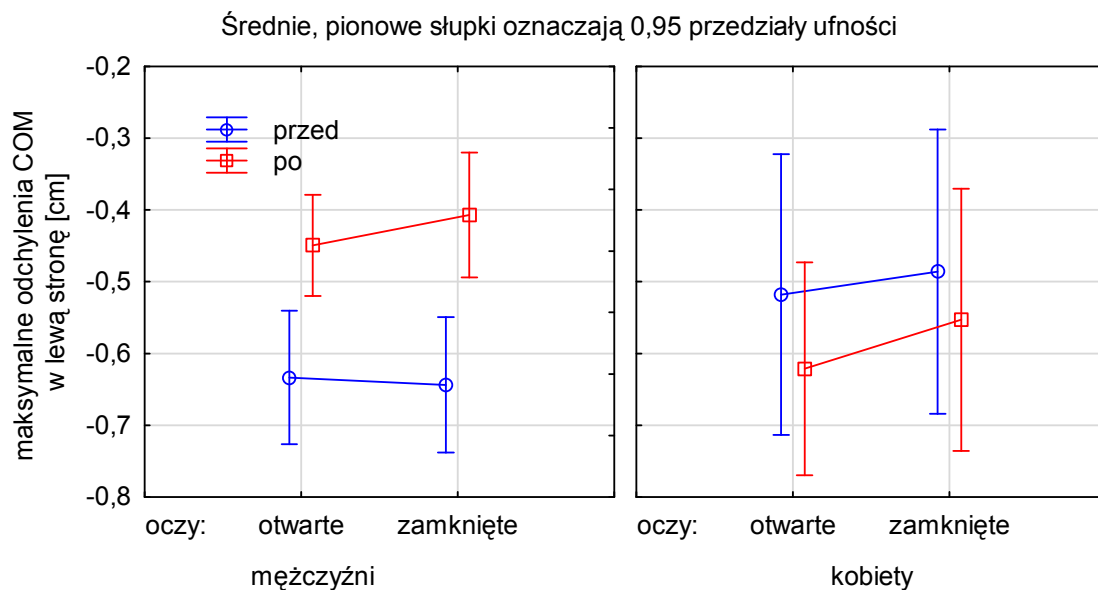 Średnie, pionowe słupki oznaczają 0,95 przedziały ufności
maksymalne odchylenia COM
w lewą stronę [cm]
-0,2
-0,3
-0,4
-0,5
-0,6
-0,7
-0,8
przed
po
oczy: otwarte zamknięte
mężczyźni
oczy: otwarte zamknięte
kobiety